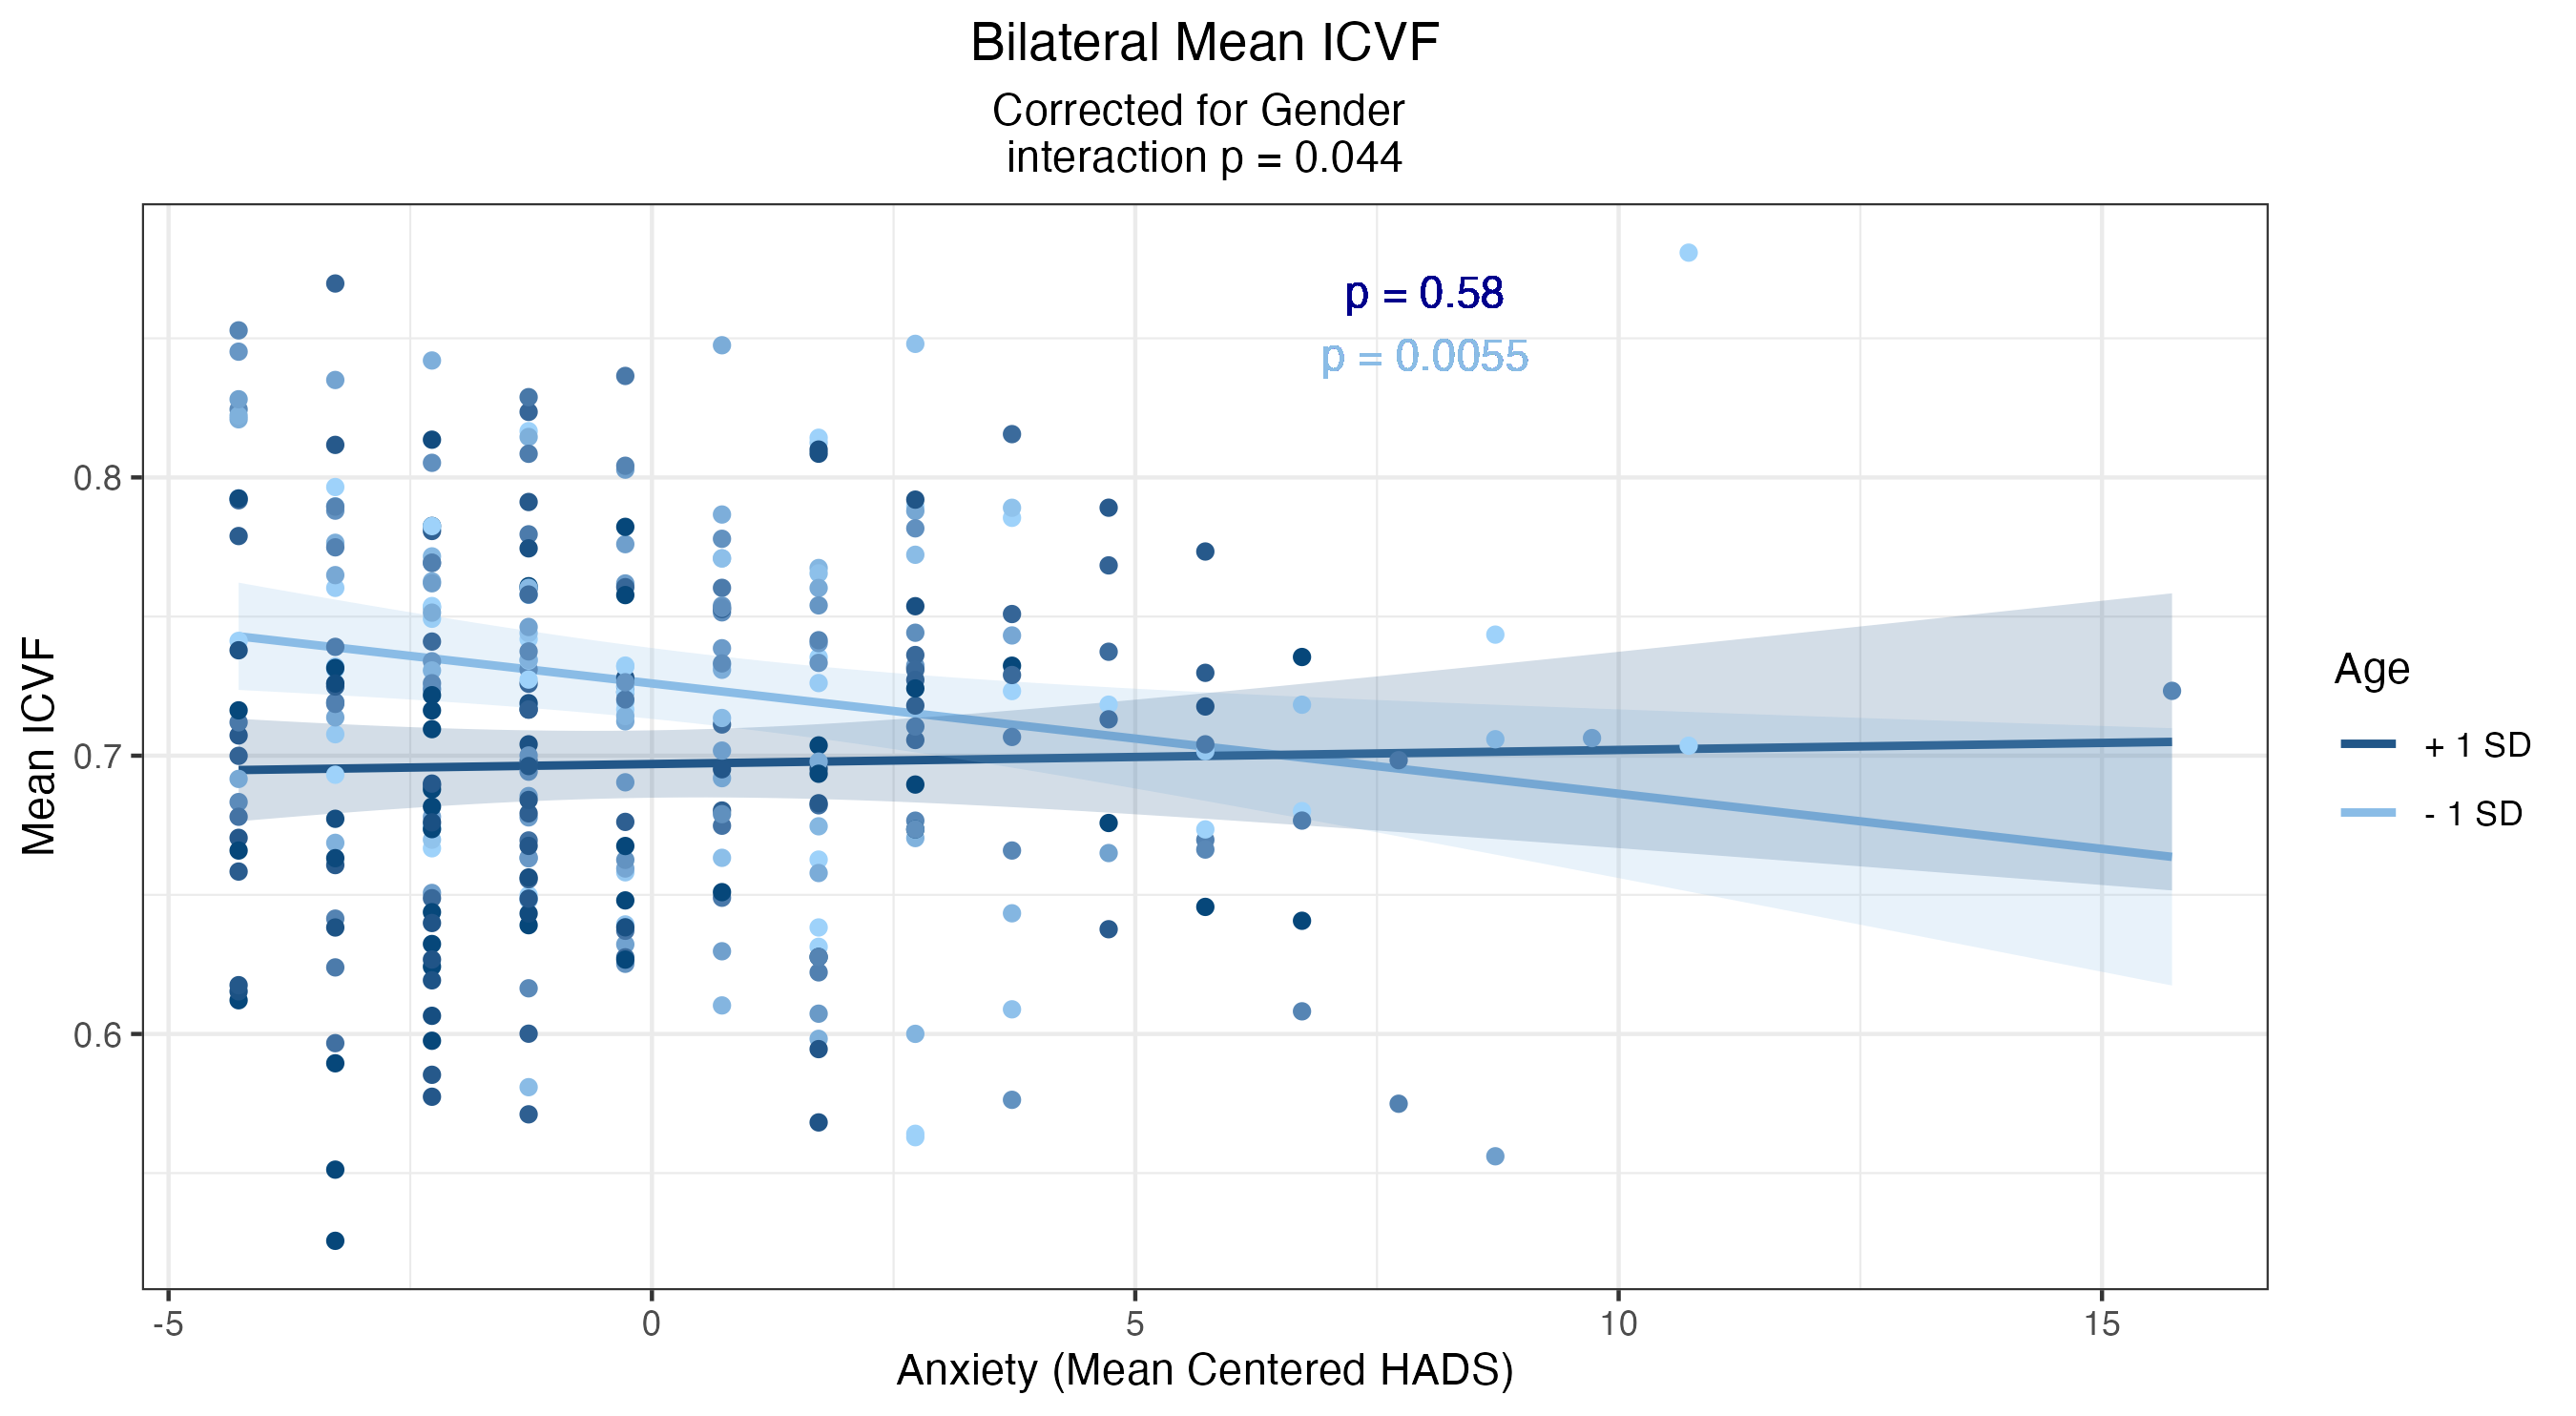 Bilateral Mean ICVF
Corrected for Gender
interaction p = 0.044
p = 0.58
p = 0.0055
Mean ICVF
0.8
0.7
0.6
-5
0
5
10
15
Anxiety (Mean Centered HADS)
Age
+ 1 SD
- 1 SD